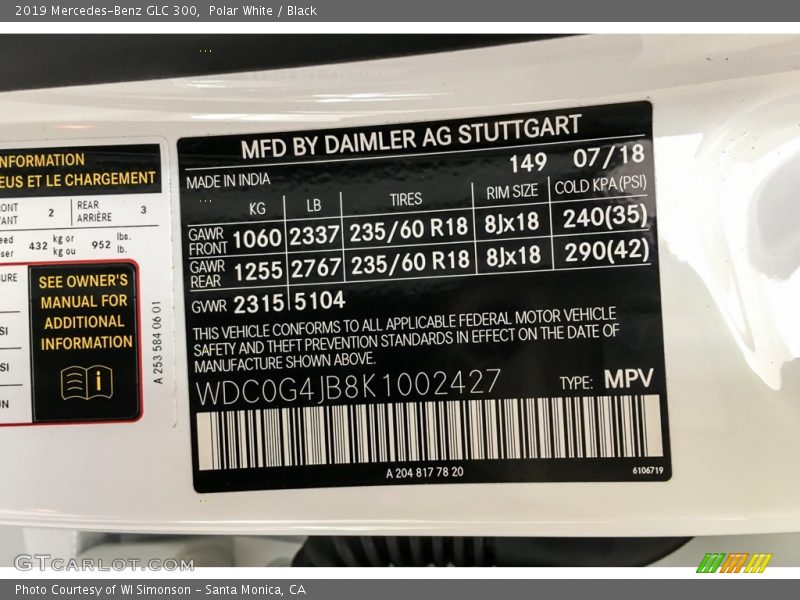 2019 Mercedes-Benz GLC 300,  Polar White / Black
NFORMATION
EUS ET LE CHARGEMENT
2
REAR
ARRIÈRE
3
432
kg or
kg ou
952
lbs.
lb.
SEE OWNER'S
MANUAL FOR
ADDITIONAL
INFORMATION
A 253 584 06 01
MFD BY DAIMLER AG STUTTGART
149 07/18
MADE IN INDIA
KG LB TIRES RIM SIZE COLD KPA(PSI)
GAWR FRONT 1060 2337 235/60 R18 8Jx18 240(35)
GAWR REAR 1255 2767 235/60 R18 8Jx18 290(42)
GVWR 2315 5104
THIS VEHICLE CONFORMS TO ALL APPLICABLE FEDERAL MOTOR VEHICLE
SAFETY AND THEFT PREVENTION STANDARDS IN EFFECT ON THE DATE OF
MANUFACTURE SHOWN ABOVE.
WDC0G4JB8K1002427 TYPE: MPV
A 204 817 78 20
6106719
GTCARLOT.COM
Photo Courtesy of WI Simonson - Santa Monica, CA